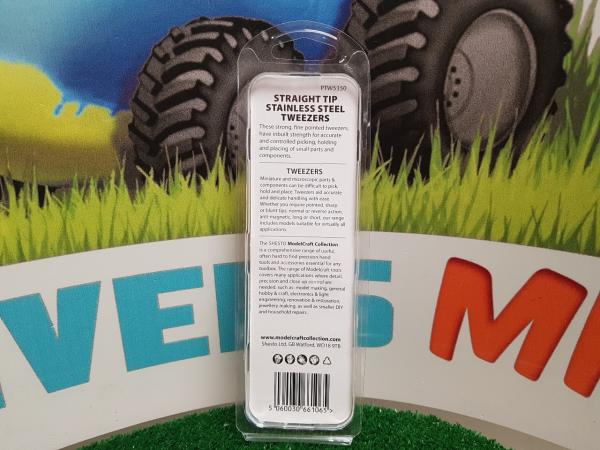 PTW5350
STRAIGHT TIP
STAINLESS STEEL
TWEEZERS
These strong, fine pointed tweezers,
have inbuilt strength for accurate
and controlled picking, holding
and placing of small parts and
components.
TWEEZERS
Miniature and microscopic parts &
components can be difficult to pick,
hold and place. Tweezers aid accurate
and delicate handling with ease.
Whether you require pointed, sharp
or blunt tips, normal or reverse action,
anti-magnetic, long or short, our range
includes models suitable for virtually all
applications.
The SHESTO ModelCraft Collection
is a comprehensive range of useful,
often hard to find precision hand
tools and accessories essential for any
toolbox. The range of Modelcraft tools
covers many applications where detail,
precision and close up control are
needed, such as: model making, general
hobby & craft, electronics & light
engineering, renovation & restoration,
jewellery making, as well as smaller DIY
and household repairs.
www.modelcraftcollection.com
Shesto Ltd, GB Watford, WD18 9TB
5 060030 661065 >
VERS MI